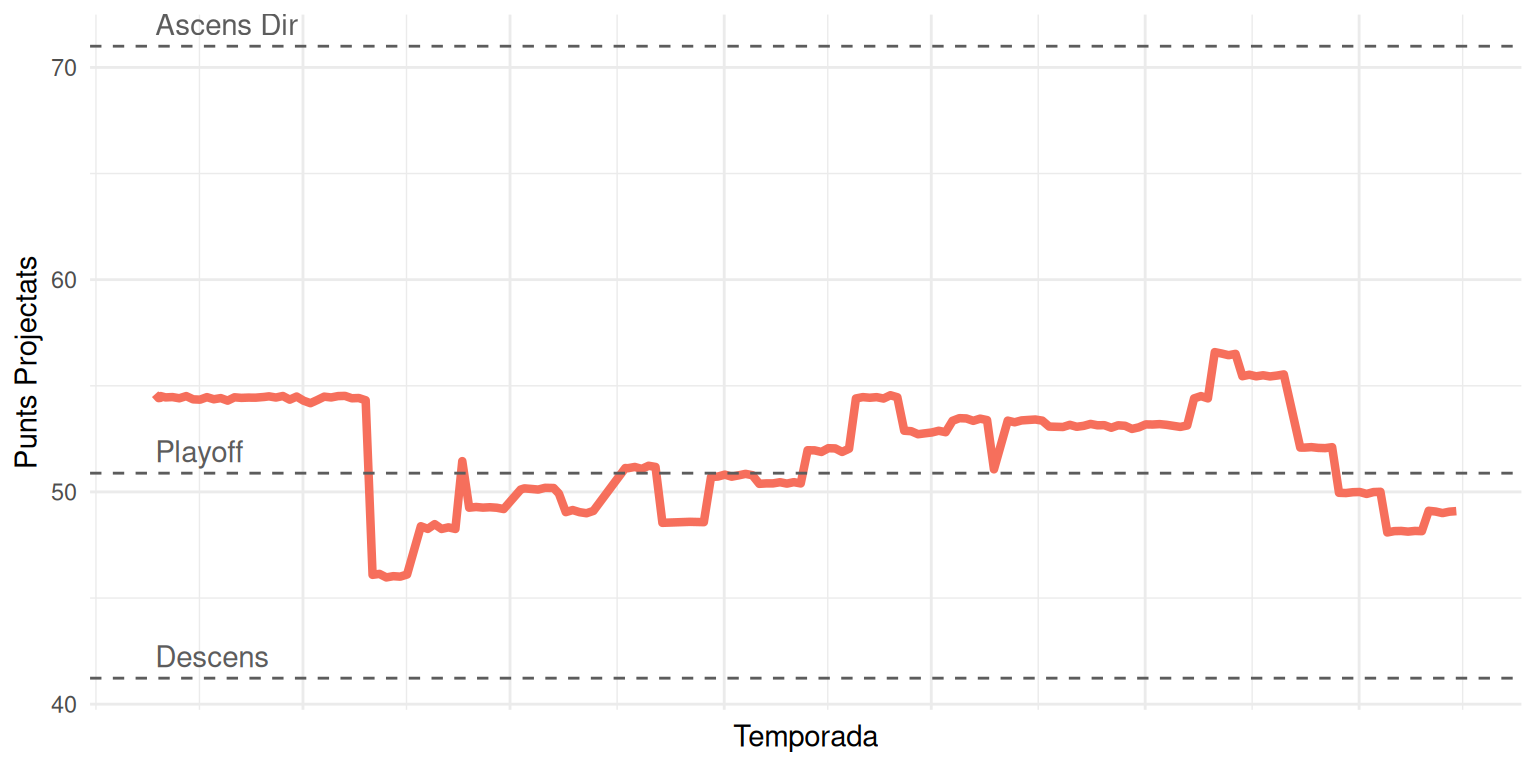 Ascens Dir
70
60
Punts Projectats
Playoff
50
Descens
40
Temporada